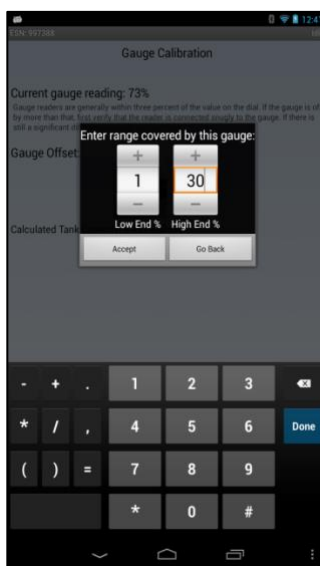 12:47
ESN: 997388
Gauge Calibration
Current gauge reading: 73%
Gauge readers are generally within three percent of the value on the dial. If the gauge is of
by more than that, first verify that the reader is connected snugly to the gauge. If there is
still a significant
Enter range covered by this gauge:
Gauge Offset:
+ +
1 30
- -
Low End % High End %
Calculated Tank
Accept Go Back
- + . 1 2 3
* / , 4 5 6 Done
( ) = 7 8 9
* 0 #